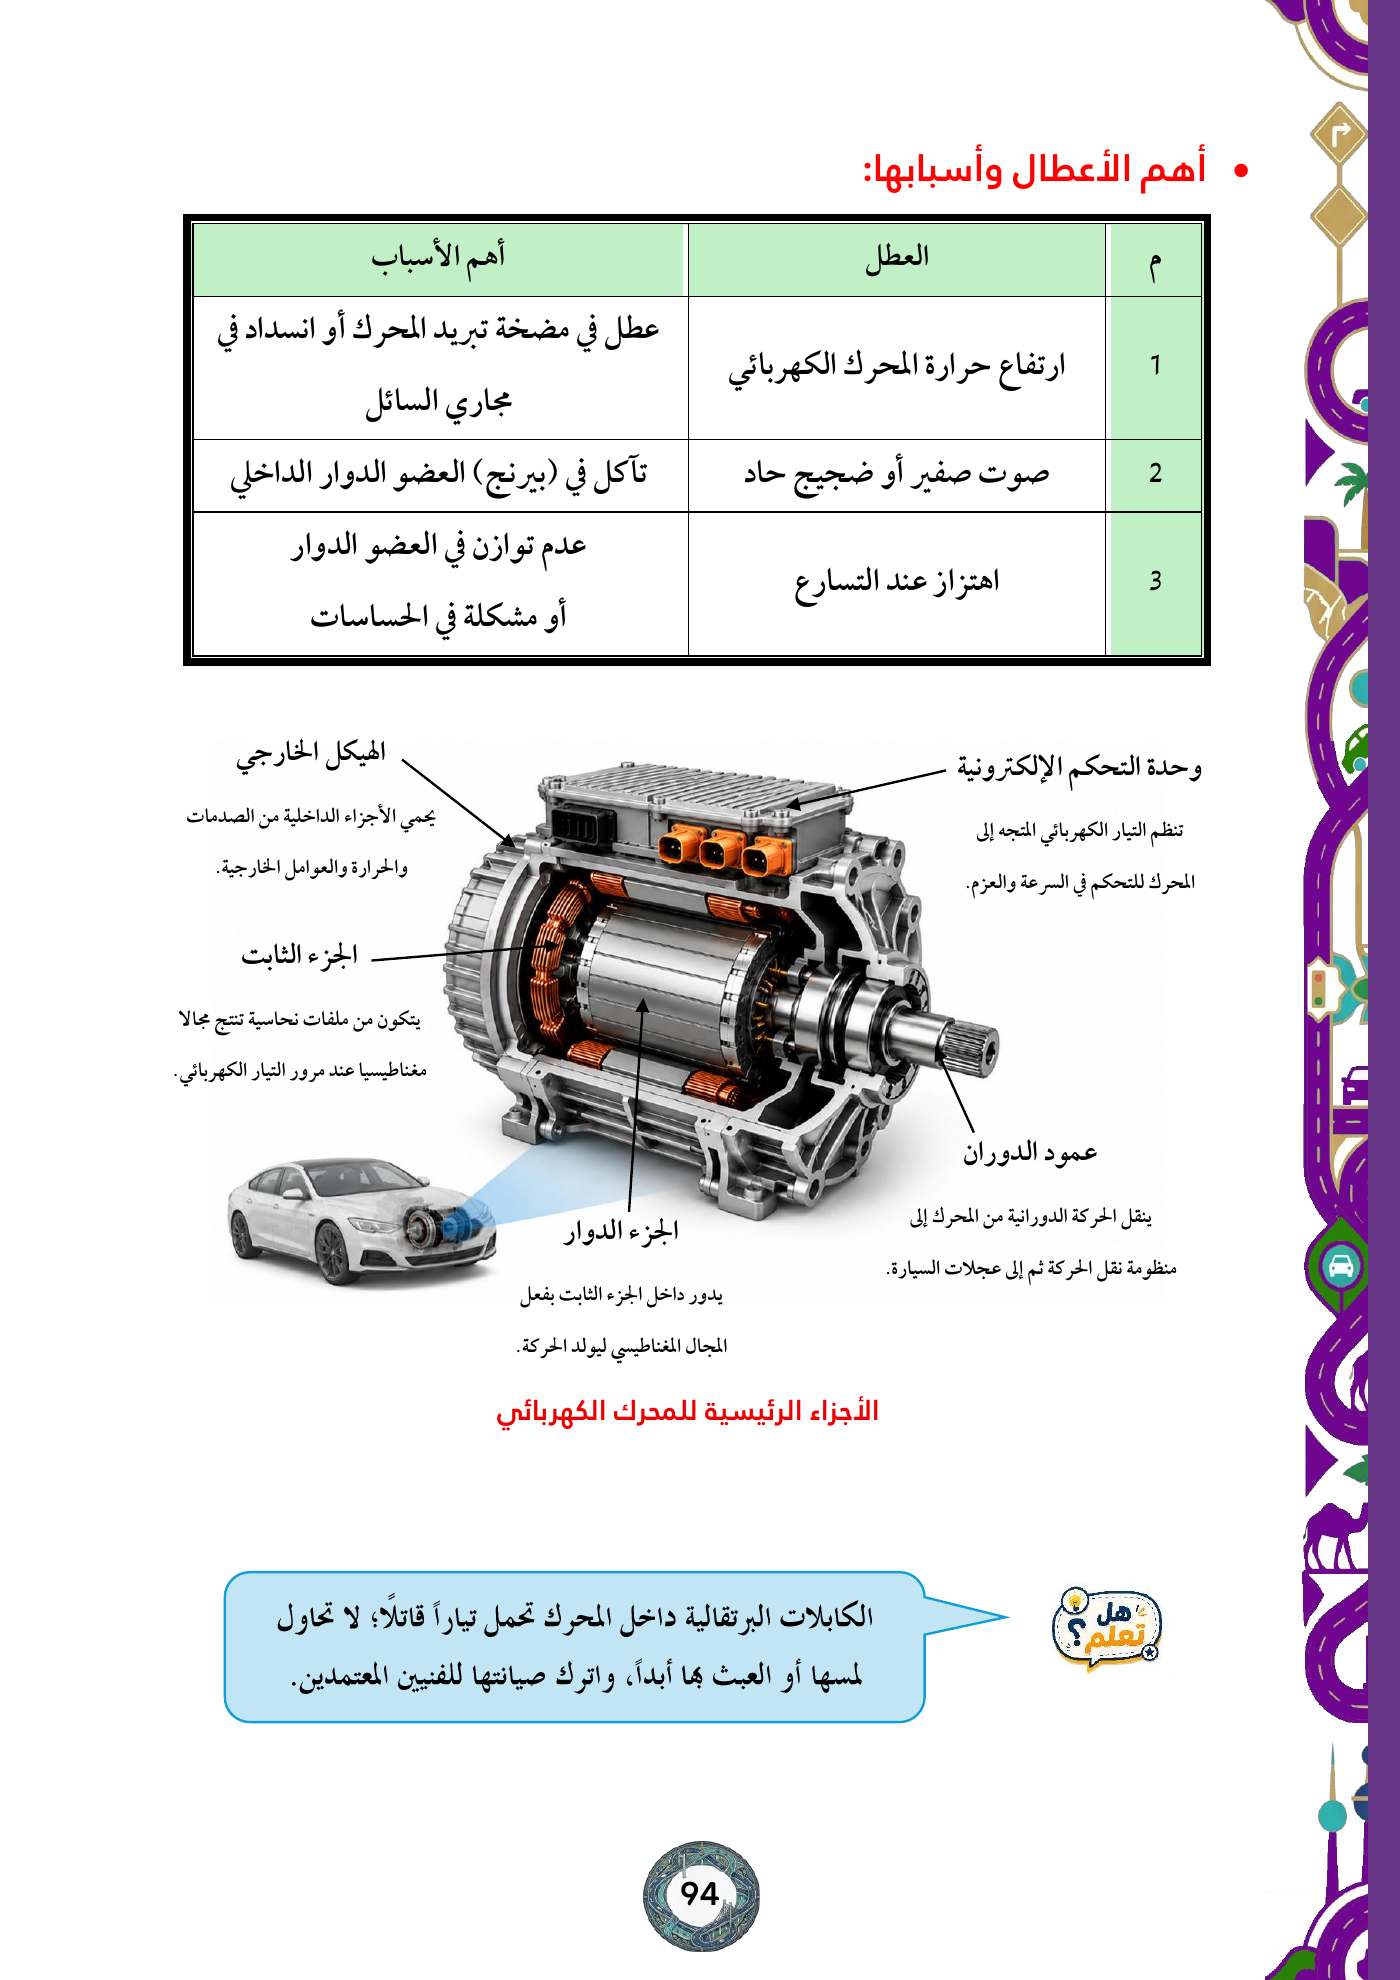 • أهم الأعطال وأسبابها:
م العطل أهم الأسباب
1 ارتفاع حرارة المحرك الكهربائي عطل في مضخة تبريد المحرك أو انسداد في
مجاري السائل
2 صوت صفير أو ضجيج حاد تآكل في (بيرنج) العضو الدوار الداخلي
3 اهتزاز عند التسارع عدم توازن في العضو الدوار
أو مشكلة في الحساسات
وحدة التحكم الإلكترونية
تنظم التيار الكهربائي المتجه إلى
المحرك للتحكم في السرعة والعزم.
الهيكل الخارجي
يحمي الأجزاء الداخلية من الصدمات
والحرارة والعوامل الخارجية.
الجزء الثابت
يتكون من ملفات نحاسية تنتج مجالا
مغناطيسيا عند مرور التيار الكهربائي.
عمود الدوران
ينقل الحركة الدورانية من المحرك إلى
منظومة نقل الحركة ثم إلى عجلات السيارة.
الجزء الدوار
يدور داخل الجزء الثابت بفعل
المجال المغناطيسي ليولد الحركة.
الأجزاء الرئيسية للمحرك الكهربائي
هل
تعلم؟
الكابلات البرتقالية داخل المحرك تحمل تياراً قاتلًا؛ لا تحاول
لمسها أو العبث بها أبداً، واترك صيانتها للفنيين المعتمدين.
94